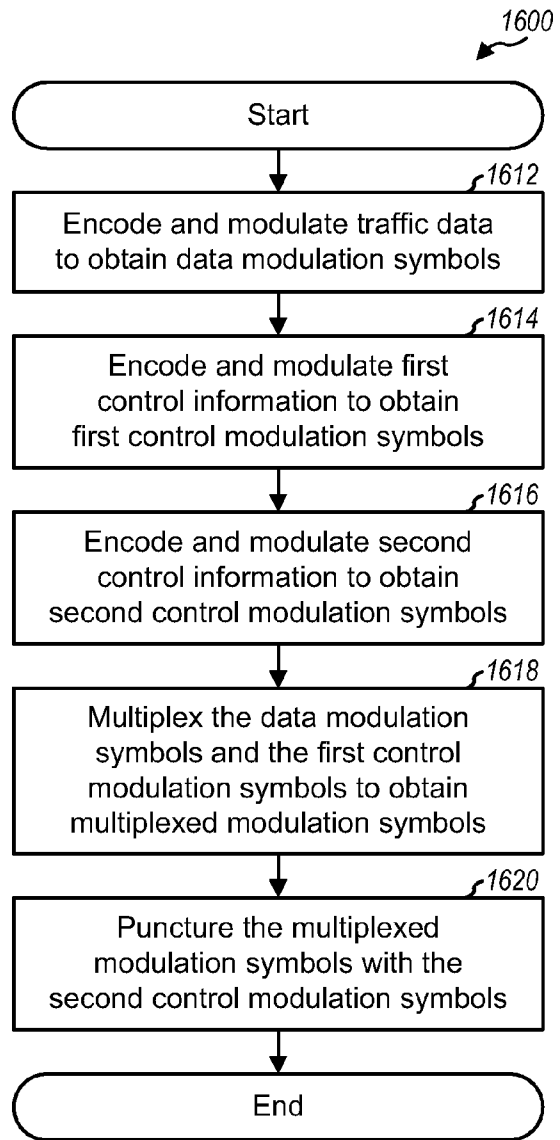 1600
Start
1612
Encode and modulate traffic data
to obtain data modulation symbols
1614
Encode and modulate first
control information to obtain
first control modulation symbols
1616
Encode and modulate second
control information to obtain
second control modulation symbols
1618
Multiplex the data modulation
symbols and the first control
modulation symbols to obtain
multiplexed modulation symbols
1620
Puncture the multiplexed
modulation symbols with the
second control modulation symbols
End